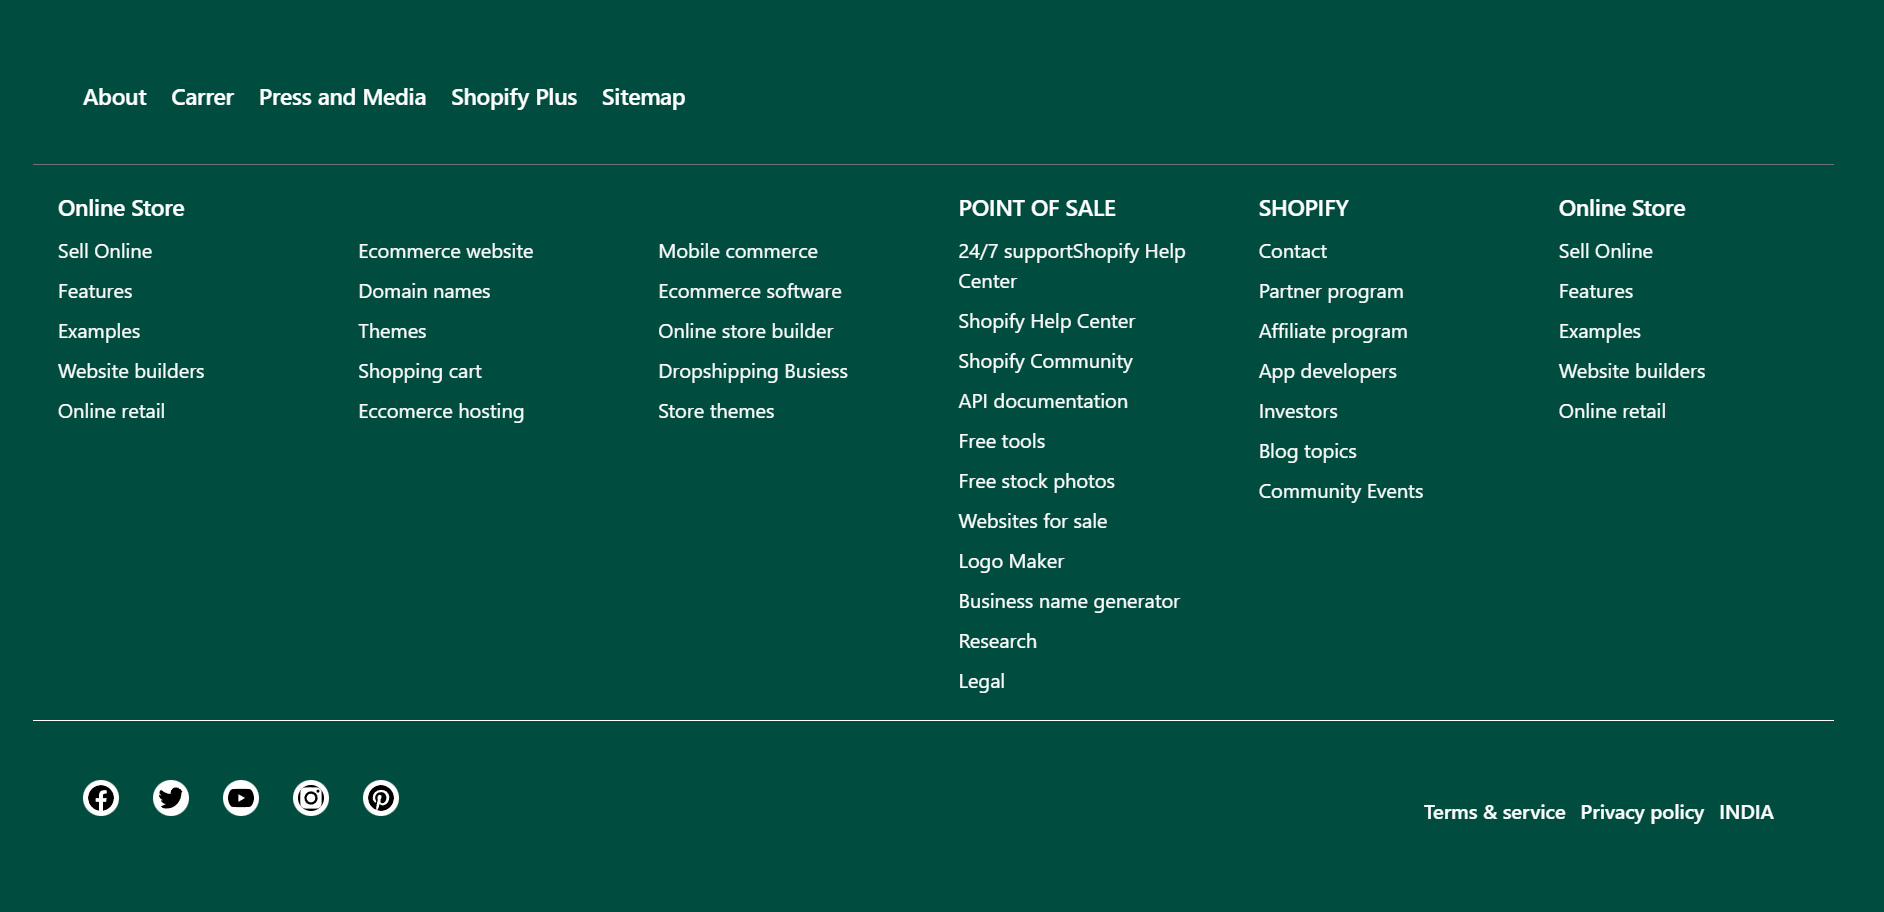 About Carrer Press and Media Shopify Plus Sitemap
Online Store
Sell Online
Features
Examples
Website builders
Online retail
Ecommerce website
Domain names
Themes
Shopping cart
Eccomerce hosting
Mobile commerce
Ecommerce software
Online store builder
Dropshipping Busiess
Store themes
POINT OF SALE
24/7 supportShopify Help
Center
Shopify Help Center
Shopify Community
API documentation
Free tools
Free stock photos
Websites for sale
Logo Maker
Business name generator
Research
Legal
SHOPIFY
Contact
Partner program
Affiliate program
App developers
Investors
Blog topics
Community Events
Online Store
Sell Online
Features
Examples
Website builders
Online retail
Terms & service Privacy policy INDIA